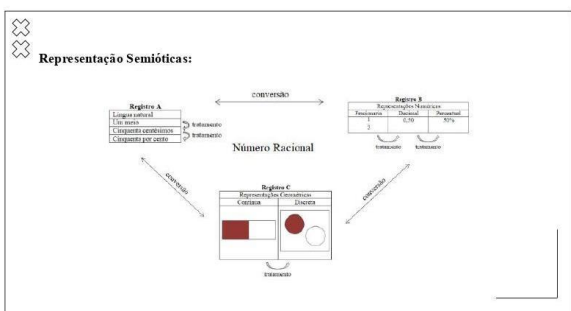 Representação Semióticas:
conversão
Registro A
Língua natural
Um meio
Cinquenta centésimos
Cinquenta por cento
tratamento
tratamento
Registro B
Representações Numéricas
Fracionário Decimal Percentual
1 0,50 50%
2
tratamento tratamento
Número Racional
conversão
conversão
Registro C
Representações Geométricas
Contínua Discreta
tratamento